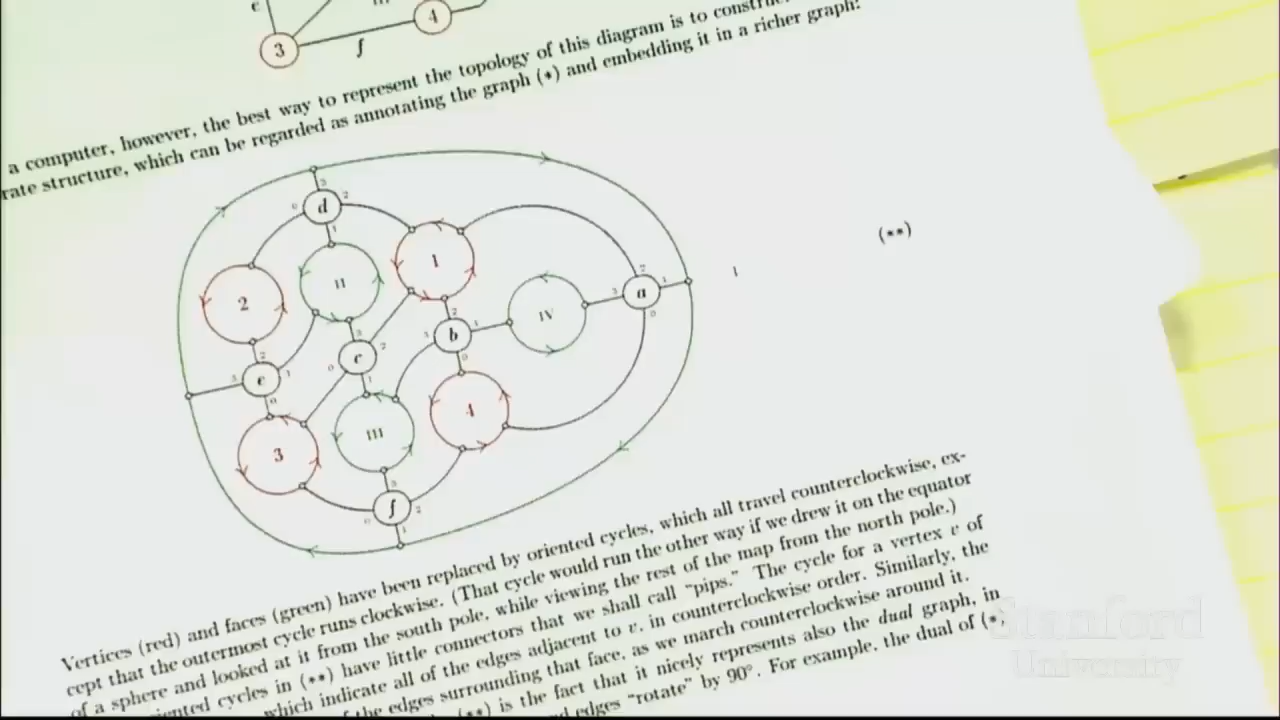 e
3
f
4
a computer, however, the best way to represent the topology of this diagram is to
rate structure, which can be regarded as annotating the graph (*) and embedding it in a richer graph:
d
1
II
2
a
IV
b
c
e
4
III
3
f
(**)
Vertices (red) and faces (green) have been replaced by oriented cycles, which all travel counterclockwise, ex-
cept that the outermost cycle runs clockwise. (That cycle would run the other way if we drew it on the equator
of a sphere and looked at it from the south pole, while viewing the rest of the map from the north pole.)
cycles in (**) have little connectors that we shall call "pips." The cycle for a vertex v of
which indicate all of the edges adjacent to v, in counterclockwise order. Similarly, the
the edges surrounding that face, as we march counterclockwise around it.
(**) is the fact that it nicely represents also the dual graph, in
edges "rotate" by 90°. For example, the dual of (*,
Stanford
University